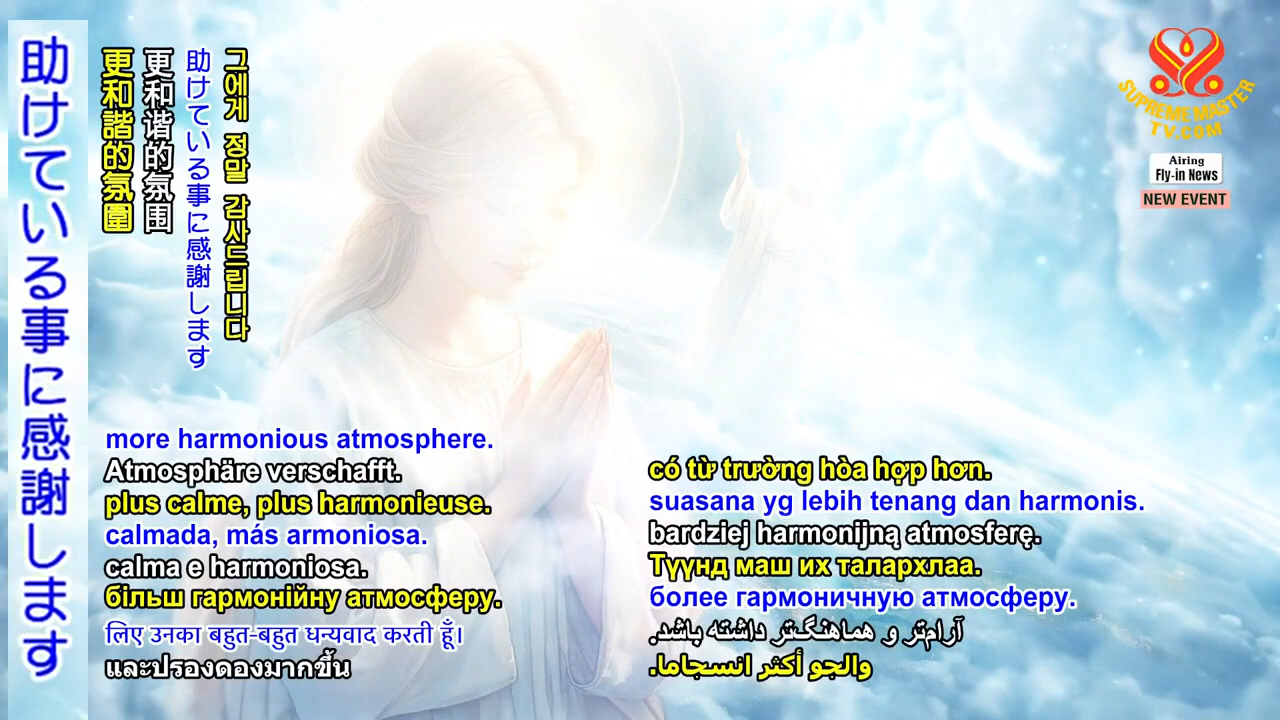 助けている事に感謝します
更和諧的氛圍
更和谐的氛围
助けている事に感謝します
그에게 정말 감사드립니다
SUPREME MASTER
TV.COM
Airing
Fly-in News
NEW EVENT
more harmonious atmosphere.
Atmosphäre verschafft.
plus calme, plus harmonieuse.
calmada, más armoniosa.
calma e harmoniosa.
більш гармонійну атмосферу.
लिए उनका बहुत-बहुत धन्यवाद करती हूँ।
และปรองดองมากขึ้น
có từ trường hòa hợp hơn.
suasana yg lebih tenang dan harmonis.
bardziej harmonijną atmosferę.
Түүнд маш их талархлаа.
более гармоничную атмосферу.
آرام‌تر و هماهنگ‌تر داشته باشد.
والجو أكثر انسجاما.